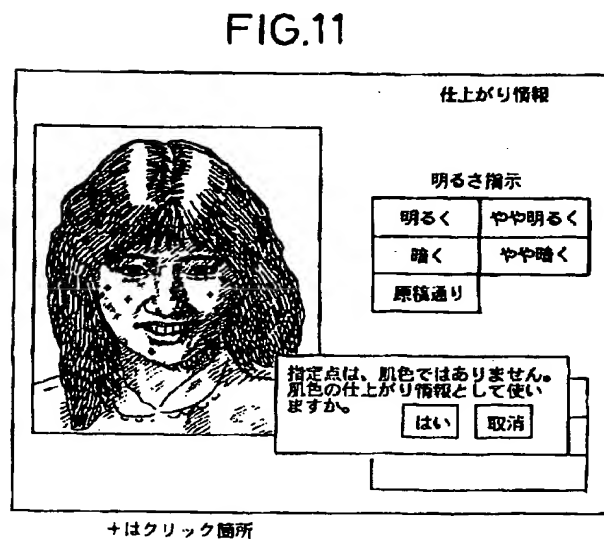 FIG.11
仕上がり情報
明るさ指示
明るく
やや明るく
暗く
やや暗く
原稿通り
指定点は、肌色ではありません。
肌色の仕上がり情報として使い
ますか。
はい
取消
+はクリック箇所